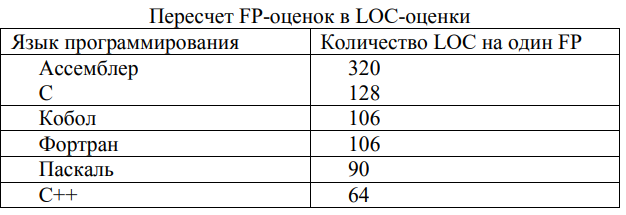 Пересчет FP-оценок в LOC-оценки
Язык программирования Количество LOC на один FP
Ассемблер 320
С 128
Кобол 106
Фортран 106
Паскаль 90
С++ 64